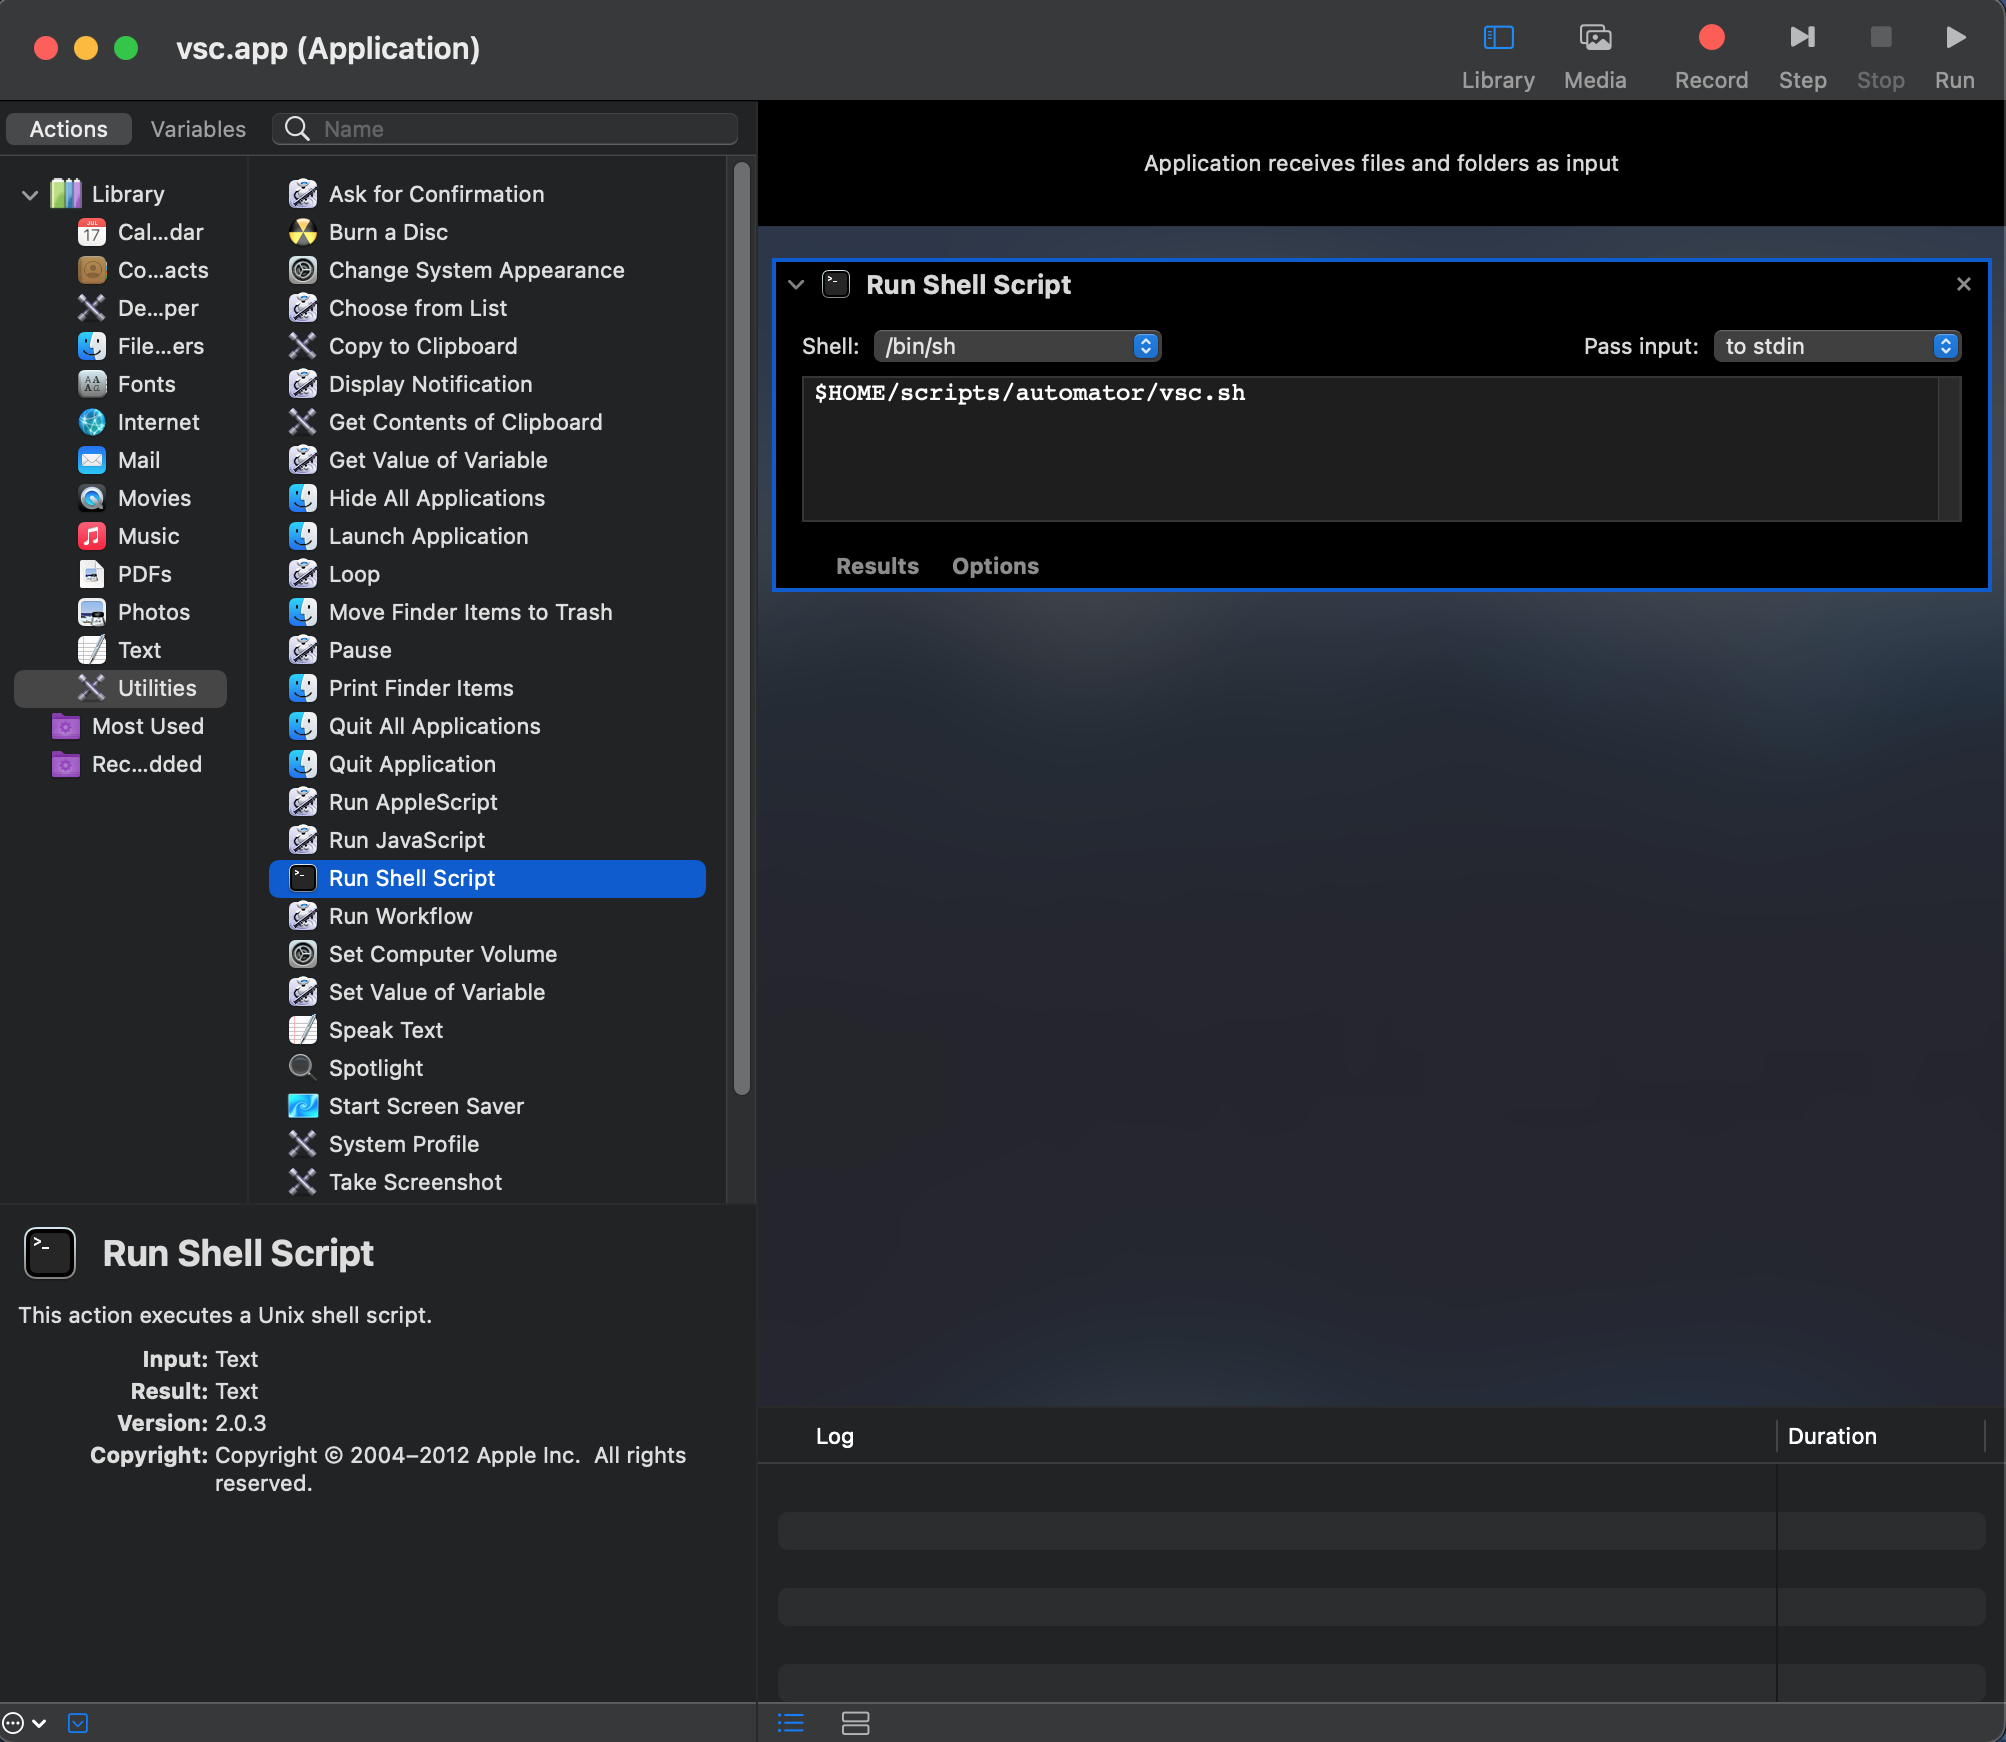 vsc.app (Application)
Library
Media
Record
Step
Stop
Run
Actions
Variables
Name
Library
Cal...dar
Co...acts
De...per
File...ers
Fonts
Internet
Mail
Movies
Music
PDFs
Photos
Text
Utilities
Most Used
Rec...dded
Ask for Confirmation
Burn a Disc
Change System Appearance
Choose from List
Copy to Clipboard
Display Notification
Get Contents of Clipboard
Get Value of Variable
Hide All Applications
Launch Application
Loop
Move Finder Items to Trash
Pause
Print Finder Items
Quit All Applications
Quit Application
Run AppleScript
Run JavaScript
Run Shell Script
Run Workflow
Set Computer Volume
Set Value of Variable
Speak Text
Spotlight
Start Screen Saver
System Profile
Take Screenshot
Run Shell Script
This action executes a Unix shell script.
Input: Text
Result: Text
Version: 2.0.3
Copyright: Copyright © 2004–2012 Apple Inc. All rights
reserved.
Application receives files and folders as input
Run Shell Script
Shell: /bin/sh
Pass input: to stdin
$HOME/scripts/automator/vsc.sh
Results Options
Log
Duration